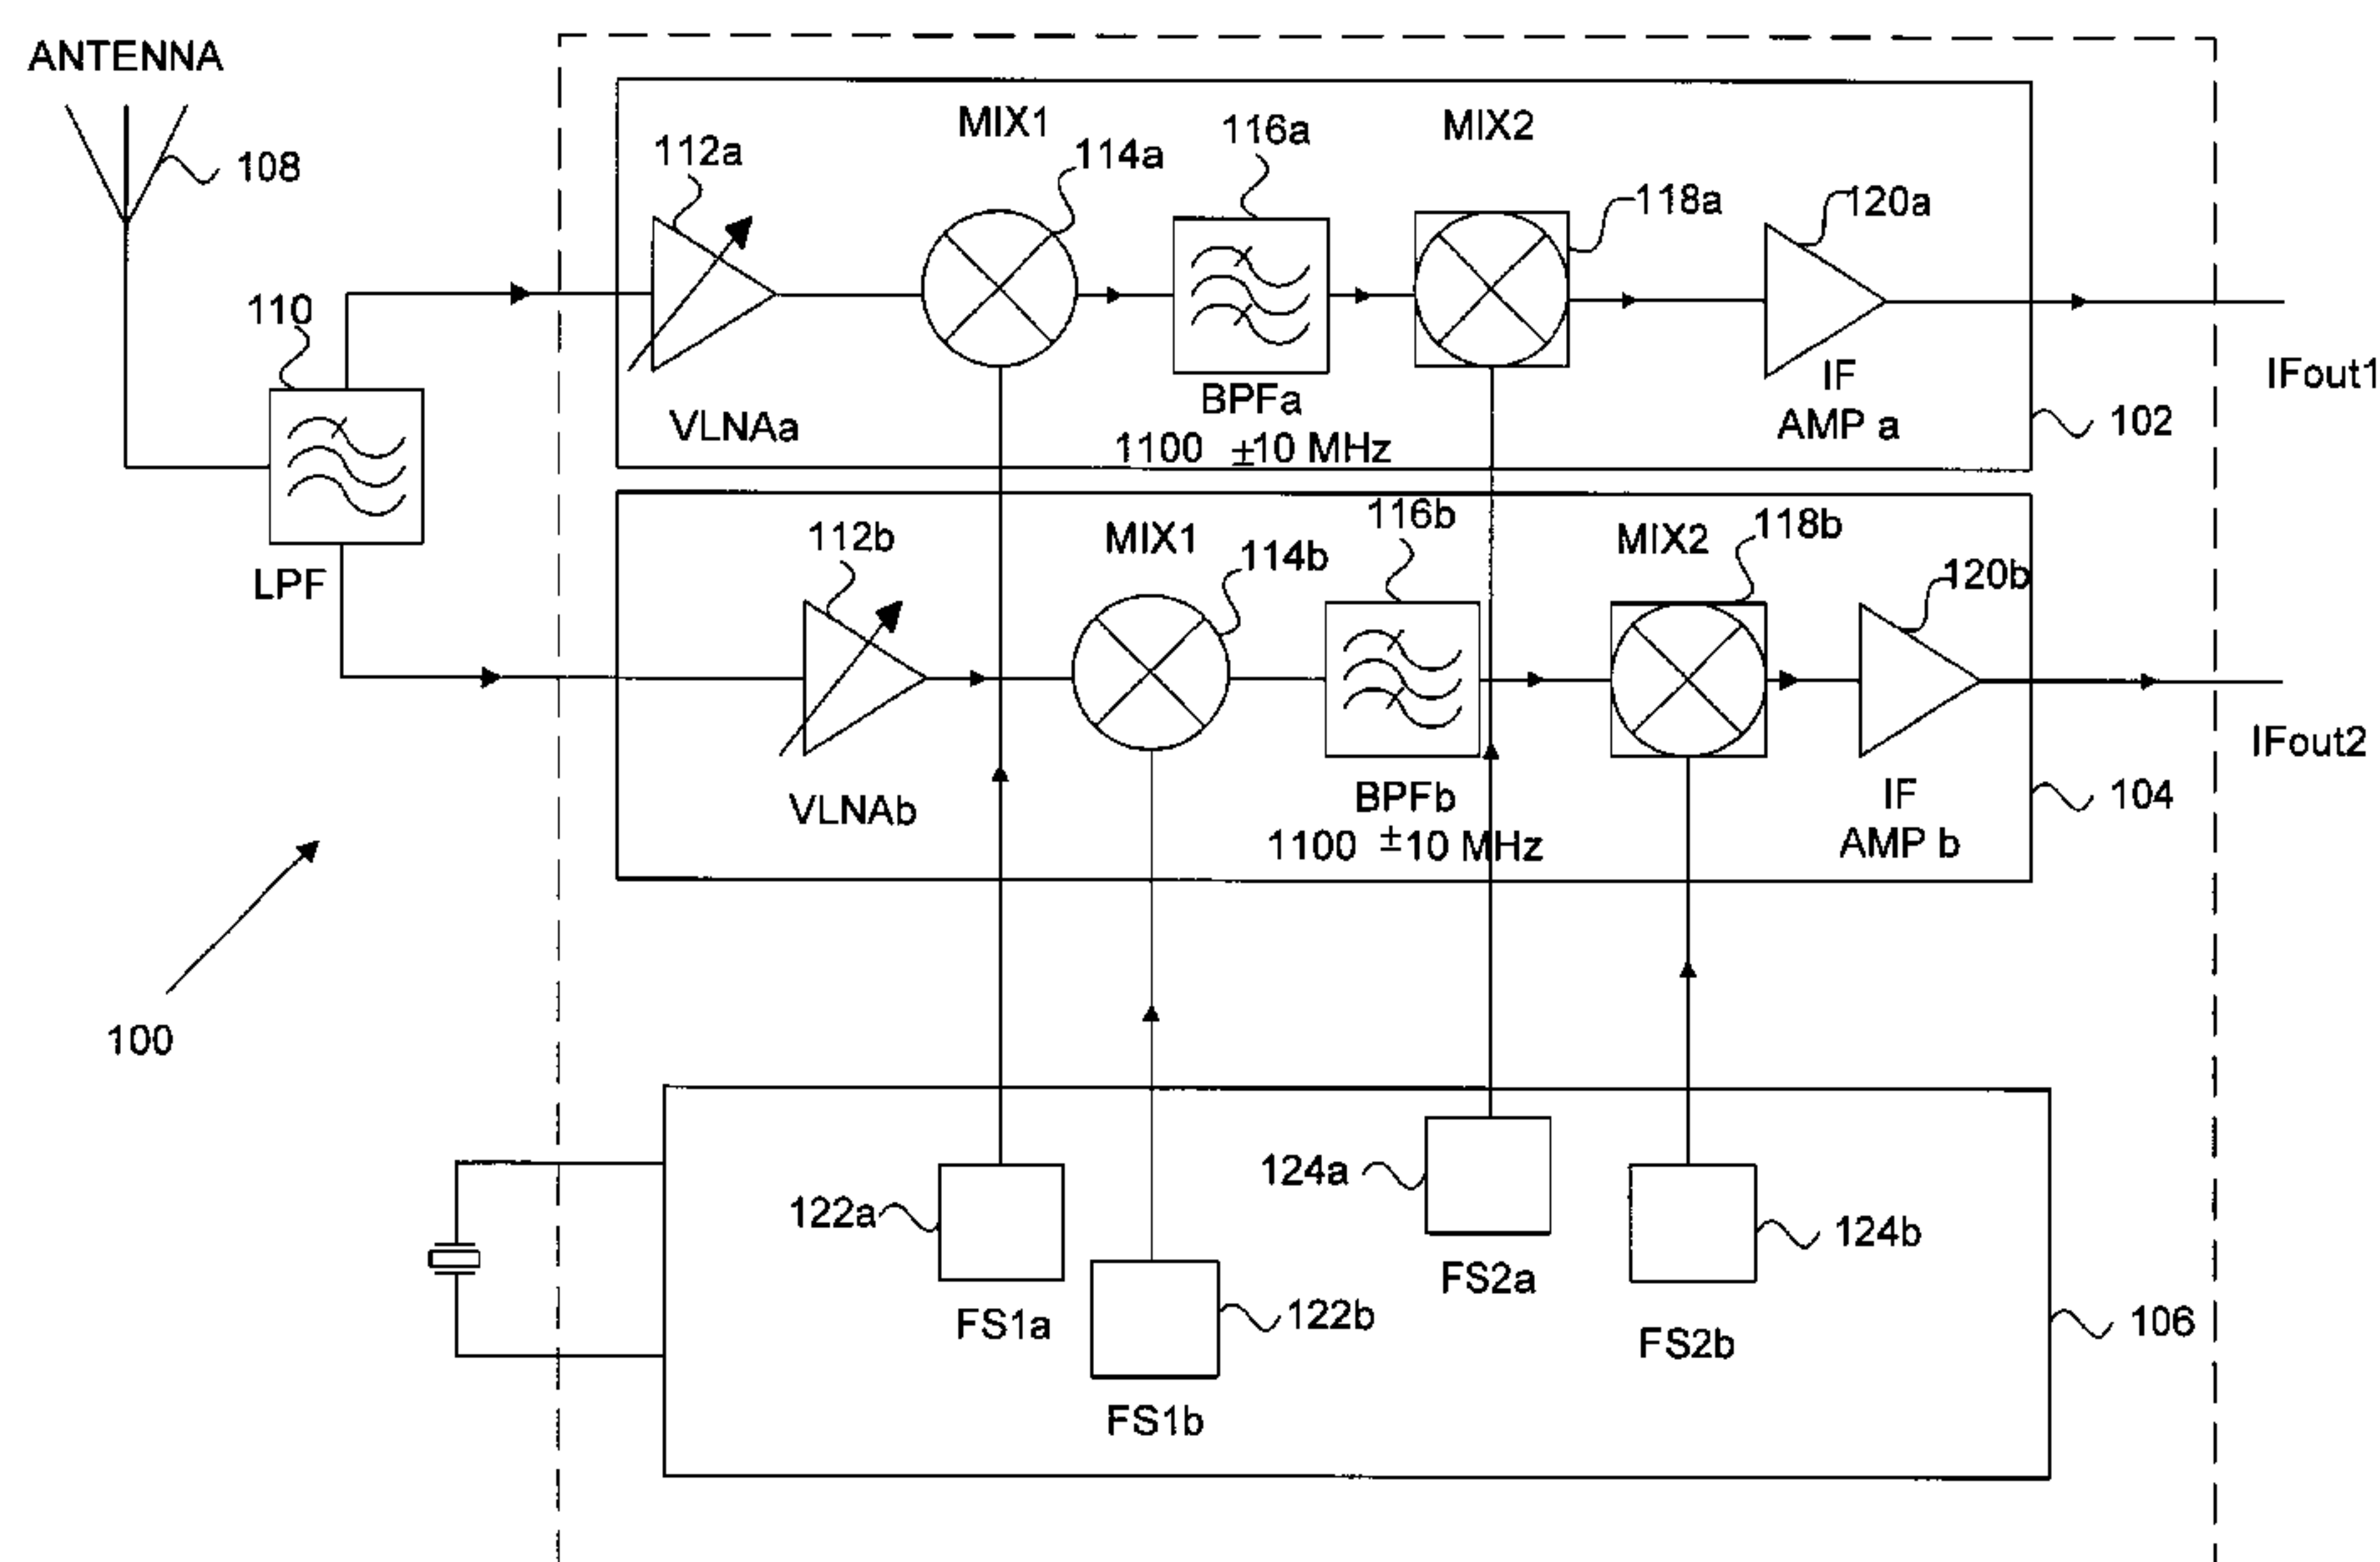 ANTENNA
108
110
LPF
100
112a
MIX1
114a
116a
MIX2
118a
120a
VLNAa
BPFa
1100 ±10 MHz
IF
AMP a
102
IFout1
112b
MIX1
114b
116b
MIX2
118b
120b
VLNAb
BPFb
1100 ±10 MHz
IF
AMP b
104
IFout2
122a
FS1a
122b
FS1b
124a
FS2a
124b
FS2b
106